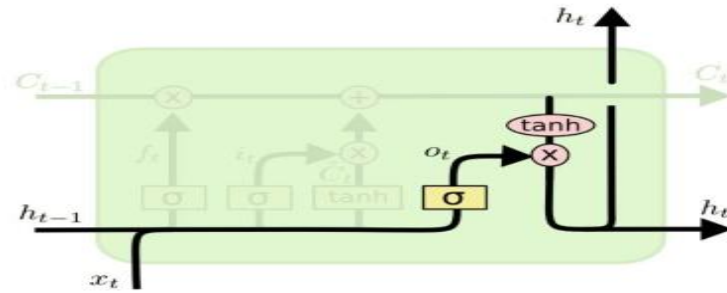 h_t
C_{t-1} C_t
× +
tanh
f_t i_t × C̃_t o_t ×
σ σ tanh σ
h_{t-1} h_t
x_t